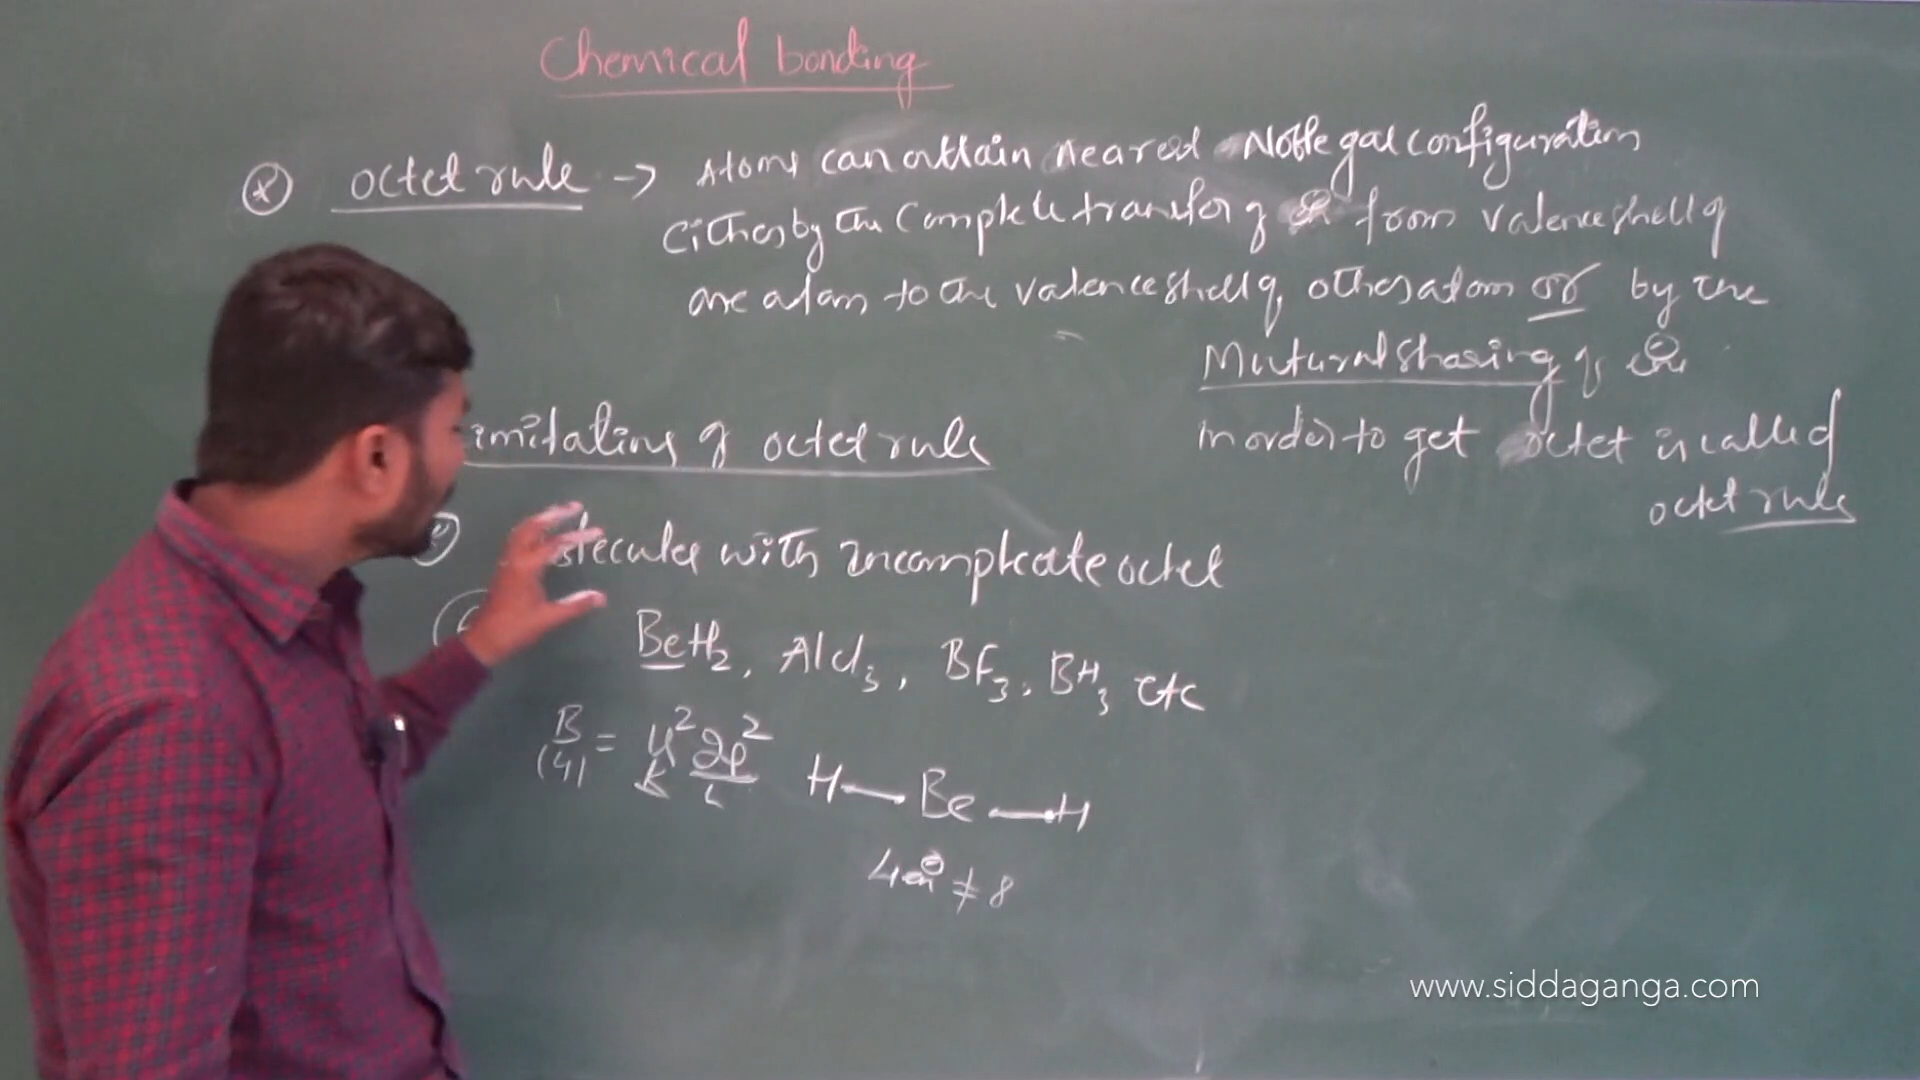 Chemical bonding
octet rule → Atoms can attain nearest Noble gas configuration
either by the complete transfer of from valence shell of
one atom to the valence shell of other atom or by the
Mutural sharing of
in order to get octet is called
octet rule
imitations of octet rule
olecules with incompleate octet
BeH2, AlCl3, BF3, BH3 etc
B (4) = 1s² 2p²
K L
H — Be — H
4 ≠ 8
www.siddaganga.com